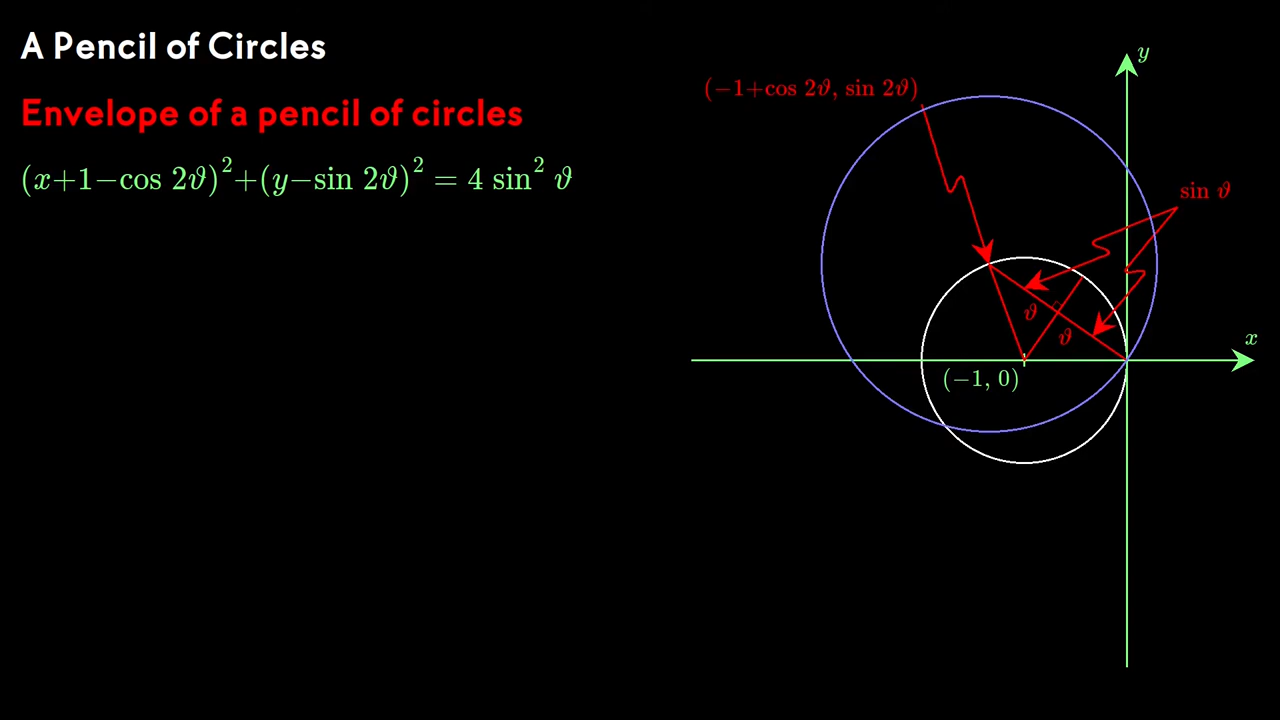 A Pencil of Circles
Envelope of a pencil of circles
(x+1−cos 2ϑ)²+(y−sin 2ϑ)² = 4 sin² ϑ
y
(−1+cos 2ϑ, sin 2ϑ)
sin ϑ
ϑ
ϑ
x
(−1, 0)